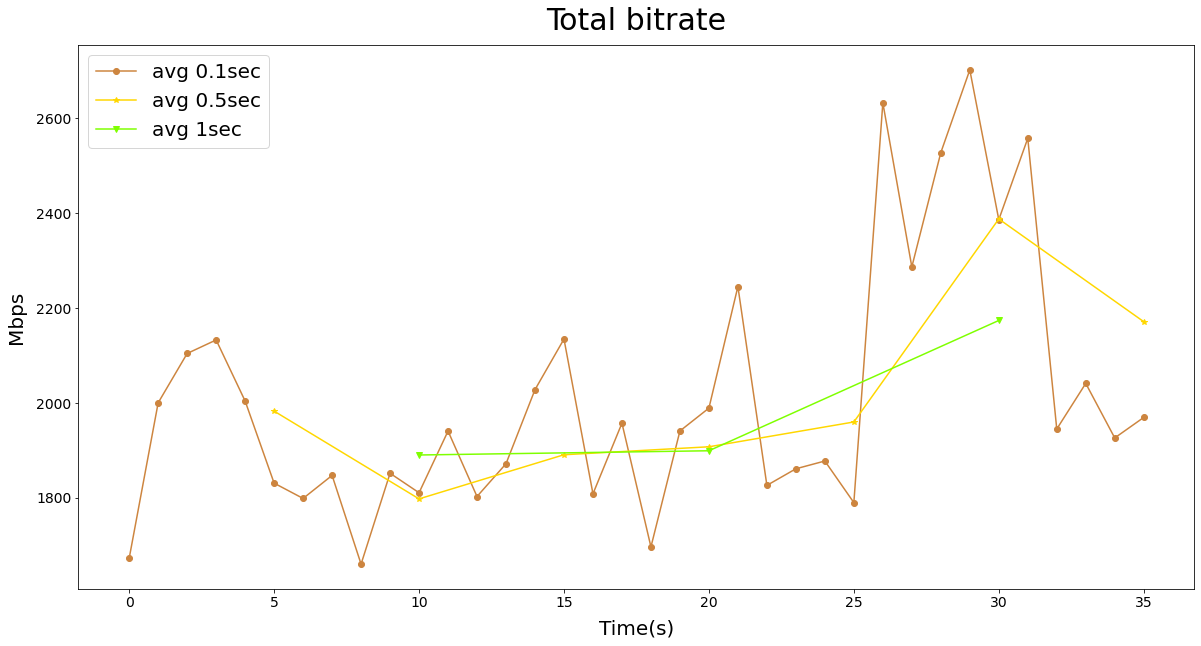 Total bitrate
avg 0.1sec
avg 0.5sec
avg 1sec
2600
2400
2200
2000
1800
Mbps
0 5 10 15 20 25 30 35
Time(s)